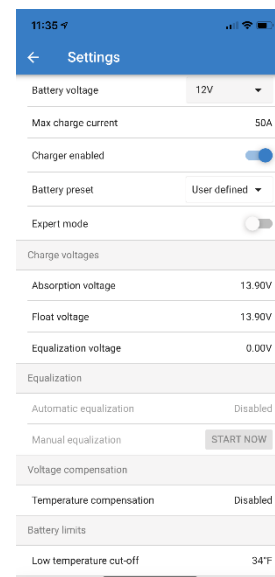 11:35
Settings
Battery voltage 12V
Max charge current 50A
Charger enabled
Battery preset User defined
Expert mode
Charge voltages
Absorption voltage 13.90V
Float voltage 13.90V
Equalization voltage 0.00V
Equalization
Automatic equalization Disabled
Manual equalization START NOW
Voltage compensation
Temperature compensation Disabled
Battery limits
Low temperature cut-off 34°F